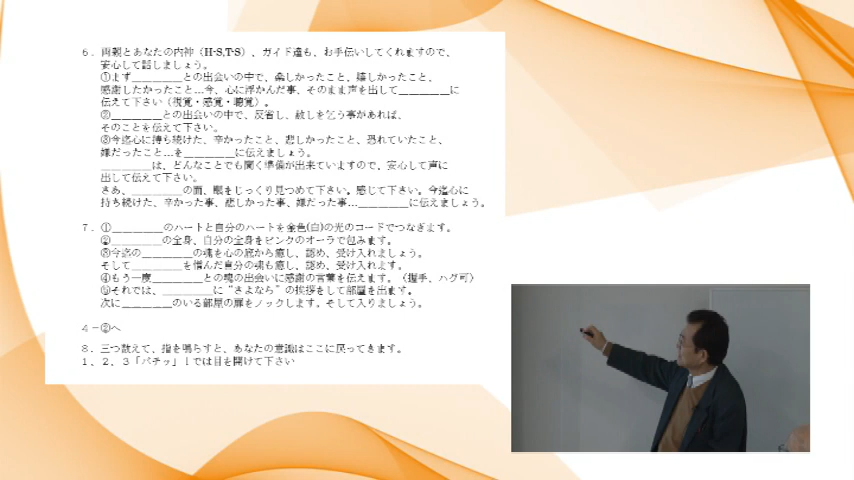 6．両親とあなたの内神（H-S,T-S）、ガイド達も、お手伝いしてくれますので、
安心して話しましょう。
①まず＿＿＿＿＿との出会いの中で、楽しかったこと、嬉しかったこと、
感謝したかったこと…今、心に浮かんだ事、そのまま声を出して＿＿＿＿＿に
伝えて下さい（視覚・感覚・聴覚）。
②＿＿＿＿＿との出会いの中で、反省し、赦しを乞う事があれば、
そのことを伝えて下さい。
③今迄心に持ち続けた、辛かったこと、悲しかったこと、恐れていたこと、
嫌だったこと…を＿＿＿＿＿に伝えましょう。
＿＿＿＿＿は、どんなことでも聞く準備が出来ていますので、安心して声に
出して伝えて下さい。
さあ、＿＿＿＿＿の面、眼をじっくり見つめて下さい。感じて下さい。今迄心に
持ち続けた、辛かった事、悲しかった事、嫌だった事…＿＿＿＿＿に伝えましょう。
7．①＿＿＿＿＿のハートと自分のハートを金色(白)の光のコードでつなぎます。
②＿＿＿＿＿の全身、自分の全身をピンクのオーラで包みます。
③今迄の＿＿＿＿＿の魂を心の底から癒し、認め、受け入れましょう。
そして＿＿＿＿＿を憎んだ自分の魂も癒し、認め、受け入れます。
④もう一度＿＿＿＿＿との魂の出会いに感謝の言葉を伝えます。（握手、ハグ可）
⑤それでは、＿＿＿＿＿に“さよなら”の挨拶をして部屋を出ます。
次に＿＿＿＿＿のいる部屋の扉をノックします。そして入りましょう。
4－②へ
8．三つ数えて、指を鳴らすと、あなたの意識はここに戻ってきます。
1、2、3「パチッ」！では目を開けて下さい